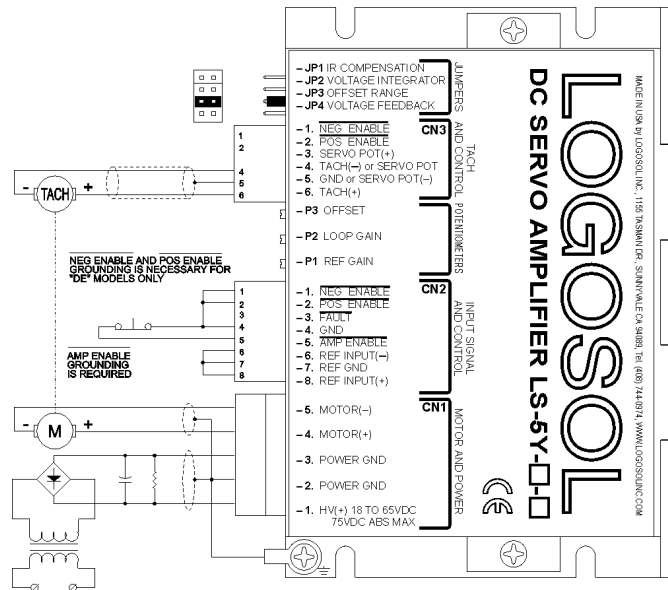 - JP1 IR COMPENSATION
- JP2 VOLTAGE INTEGRATOR
- JP3 OFFSET RANGE
- JP4 VOLTAGE FEEDBACK
JUMPERS
CN3
- 1. NEG ENABLE
- 2. POS ENABLE
- 3. SERVO POT(+)
- 4. TACH(–) or SERVO POT
- 5. GND or SERVO POT(–)
- 6. TACH(+)
TACH
AND CONTROL
1
2
4
5
6
- TACH +
- P3 OFFSET
- P2 LOOP GAIN
- P1 REF GAIN
POTENTIOMETERS
NEG ENABLE AND POS ENABLE
GROUNDING IS NECESSARY FOR
"DE" MODELS ONLY
CN2
- 1. NEG ENABLE
- 2. POS ENABLE
- 3. FAULT
- 4. GND
- 5. AMP ENABLE
- 6. REF INPUT(–)
- 7. REF GND
- 8. REF INPUT(+)
INPUT SIGNAL
AND CONTROL
1
2
3
4
5
6
7
8
AMP ENABLE
GROUNDING
IS REQUIRED
CN1
- 5. MOTOR(–)
- 4. MOTOR(+)
- 3. POWER GND
- 2. POWER GND
- 1. HV(+) 18 TO 65VDC
75VDC ABS MAX
MOTOR AND POWER
- M +
CE
DC SERVO AMPLIFIER LS-5Y-□-□
LOGOSOL
MADE IN USA by LOGOSOL INC., 1155 TASMAN DR., SUNNYVALE CA 94089, Tel. (408) 744-0974, WWW.LOGOSOLINC.COM